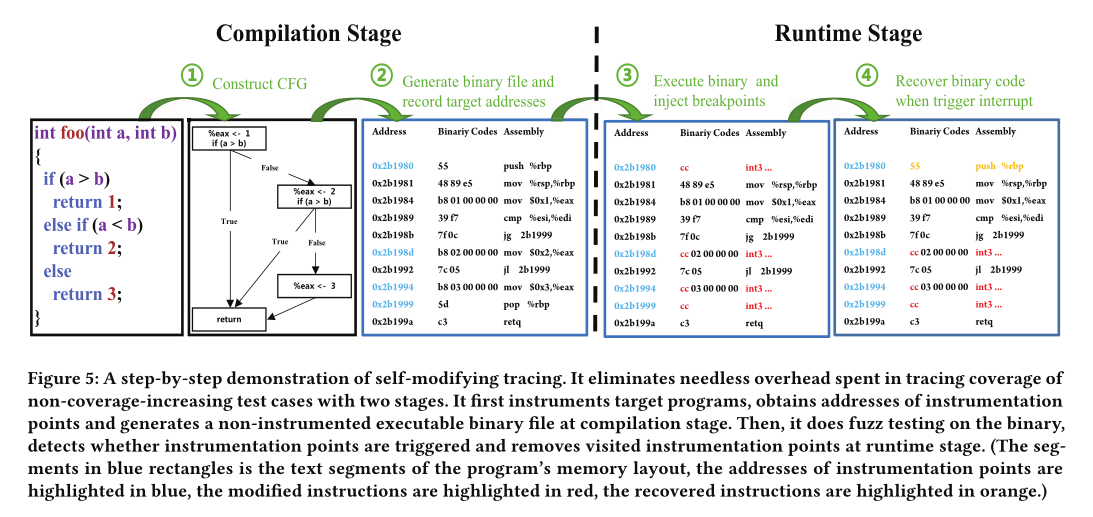 Compilation Stage
Runtime Stage
① Construct CFG
② Generate binary file and
record target addresses
③ Execute binary and
inject breakpoints
④ Recover binary code
when trigger interrupt
int foo(int a, int b)
{
if (a > b)
return 1;
else if (a < b)
return 2;
else
return 3;
}
%eax <- 1
if (a > b)
False
%eax <- 2
if (a > b)
True
True
False
%eax <- 3
return
Address Binariy Codes Assembly
0x2b1980 55 push %rbp
0x2b1981 48 89 e5 mov %rsp,%rbp
0x2b1984 b8 01 00 00 00 mov $0x1,%eax
0x2b1989 39 f7 cmp %esi,%edi
0x2b198b 7f 0c jg 2b1999
0x2b198d b8 02 00 00 00 mov $0x2,%eax
0x2b1992 7c 05 jl 2b1999
0x2b1994 b8 03 00 00 00 mov $0x3,%eax
0x2b1999 5d pop %rbp
0x2b199a c3 retq
Address Binariy Codes Assembly
0x2b1980 cc int3 ...
0x2b1981 48 89 e5 mov %rsp,%rbp
0x2b1984 b8 01 00 00 00 mov $0x1,%eax
0x2b1989 39 f7 cmp %esi,%edi
0x2b198b 7f 0c jg 2b1999
0x2b198d cc 02 00 00 00 int3 ...
0x2b1992 7c 05 jl 2b1999
0x2b1994 cc 03 00 00 00 int3 ...
0x2b1999 cc int3 ...
0x2b199a c3 retq
Address Binariy Codes Assembly
0x2b1980 55 push %rbp
0x2b1981 48 89 e5 mov %rsp,%rbp
0x2b1984 b8 01 00 00 00 mov $0x1,%eax
0x2b1989 39 f7 cmp %esi,%edi
0x2b198b 7f 0c jg 2b1999
0x2b198d cc 02 00 00 00 int3 ...
0x2b1992 7c 05 jl 2b1999
0x2b1994 cc 03 00 00 00 int3 ...
0x2b1999 cc int3 ...
0x2b199a c3 retq
Figure 5: A step-by-step demonstration of self-modifying tracing. It eliminates needless overhead spent in tracing coverage of
non-coverage-increasing test cases with two stages. It first instruments target programs, obtains addresses of instrumentation
points and generates a non-instrumented executable binary file at compilation stage. Then, it does fuzz testing on the binary,
detects whether instrumentation points are triggered and removes visited instrumentation points at runtime stage. (The seg-
ments in blue rectangles is the text segments of the program's memory layout, the addresses of instrumentation points are
highlighted in blue, the modified instructions are highlighted in red, the recovered instructions are highlighted in orange.)